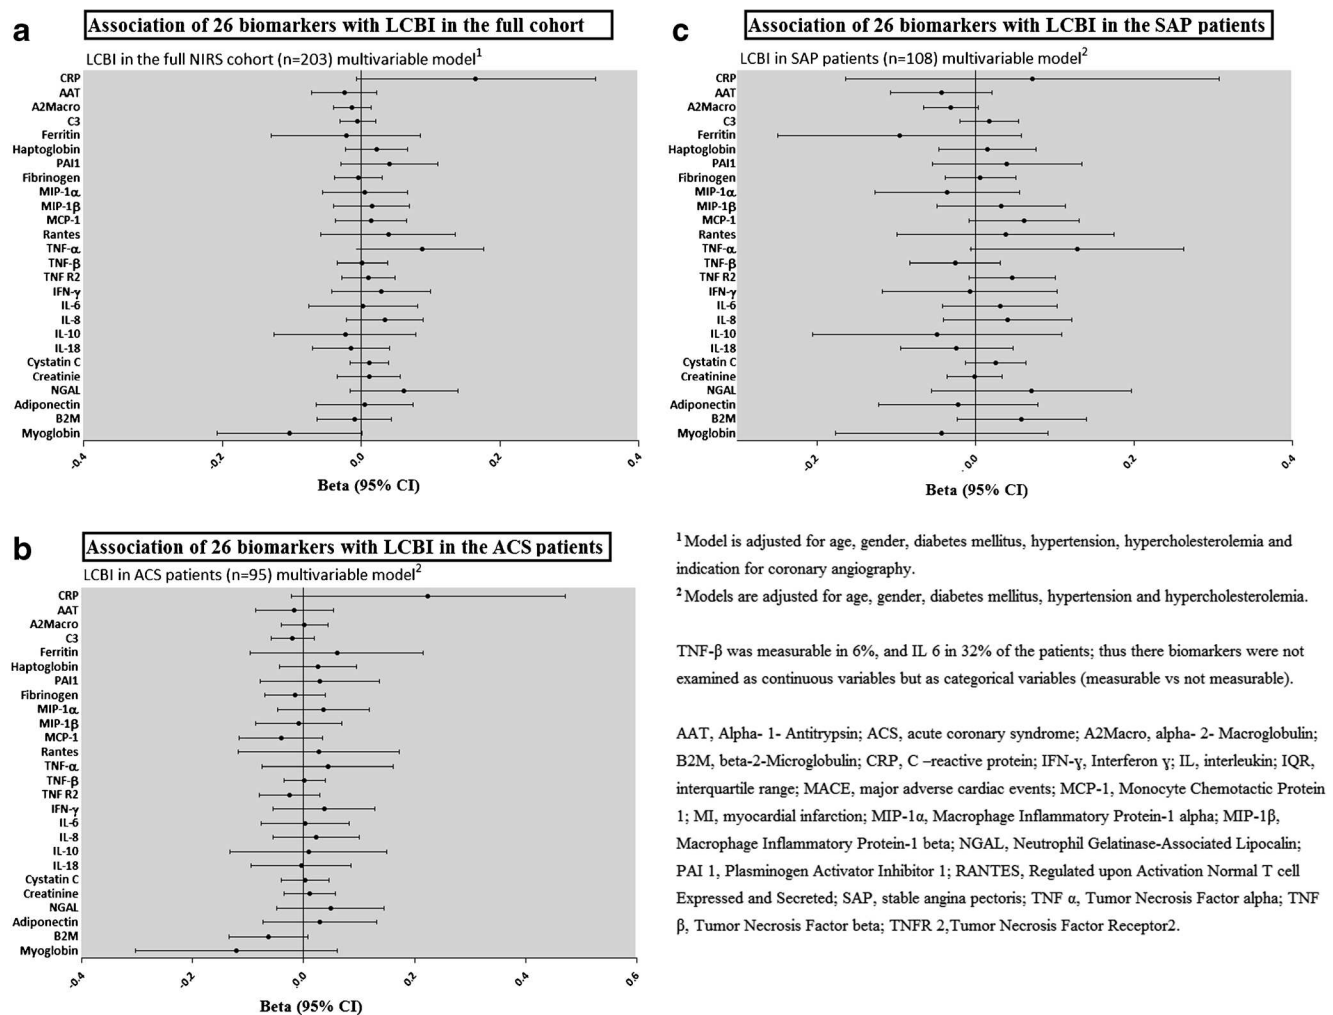 a
Association of 26 biomarkers with LCBI in the full cohort
LCBI in the full NIRS cohort (n=203) multivariable model1
CRP
AAT
A2Macro
C3
Ferritin
Haptoglobin
PAI1
Fibrinogen
MIP-1α
MIP-1β
MCP-1
Rantes
TNF-α
TNF-β
TNF R2
IFN-γ
IL-6
IL-8
IL-10
IL-18
Cystatin C
Creatinie
NGAL
Adiponectin
B2M
Myoglobin
-0.4 -0.2 0.0 0.2 0.4
Beta (95% CI)
c
Association of 26 biomarkers with LCBI in the SAP patients
LCBI in SAP patients (n=108) multivariable model2
CRP
AAT
A2Macro
C3
Ferritin
Haptoglobin
PAI1
Fibrinogen
MIP-1α
MIP-1β
MCP-1
Rantes
TNF-α
TNF-β
TNF R2
IFN-γ
IL-6
IL-8
IL-10
IL-18
Cystatin C
Creatinine
NGAL
Adiponectin
B2M
Myoglobin
-0.2 0.0 0.2 0.4
Beta (95% CI)
b
Association of 26 biomarkers with LCBI in the ACS patients
LCBI in ACS patients (n=95) multivariable model2
CRP
AAT
A2Macro
C3
Ferritin
Haptoglobin
PAI1
Fibrinogen
MIP-1α
MIP-1β
MCP-1
Rantes
TNF-α
TNF-β
TNF R2
IFN-γ
IL-6
IL-8
IL-10
IL-18
Cystatin C
Creatinine
NGAL
Adiponectin
B2M
Myoglobin
-0.4 -0.2 0.0 0.2 0.4 0.6
Beta (95% CI)
1 Model is adjusted for age, gender, diabetes mellitus, hypertension, hypercholesterolemia and
indication for coronary angiography.
2 Models are adjusted for age, gender, diabetes mellitus, hypertension and hypercholesterolemia.
TNF-β was measurable in 6%, and IL 6 in 32% of the patients; thus there biomarkers were not
examined as continuous variables but as categorical variables (measurable vs not measurable).
AAT, Alpha- 1- Antitrypsin; ACS, acute coronary syndrome; A2Macro, alpha- 2- Macroglobulin;
B2M, beta-2-Microglobulin; CRP, C –reactive protein; IFN-γ, Interferon γ; IL, interleukin; IQR,
interquartile range; MACE, major adverse cardiac events; MCP-1, Monocyte Chemotactic Protein
1; MI, myocardial infarction; MIP-1α, Macrophage Inflammatory Protein-1 alpha; MIP-1β,
Macrophage Inflammatory Protein-1 beta; NGAL, Neutrophil Gelatinase-Associated Lipocalin;
PAI 1, Plasminogen Activator Inhibitor 1; RANTES, Regulated upon Activation Normal T cell
Expressed and Secreted; SAP, stable angina pectoris; TNF α, Tumor Necrosis Factor alpha; TNF
β, Tumor Necrosis Factor beta; TNFR 2,Tumor Necrosis Factor Receptor2.